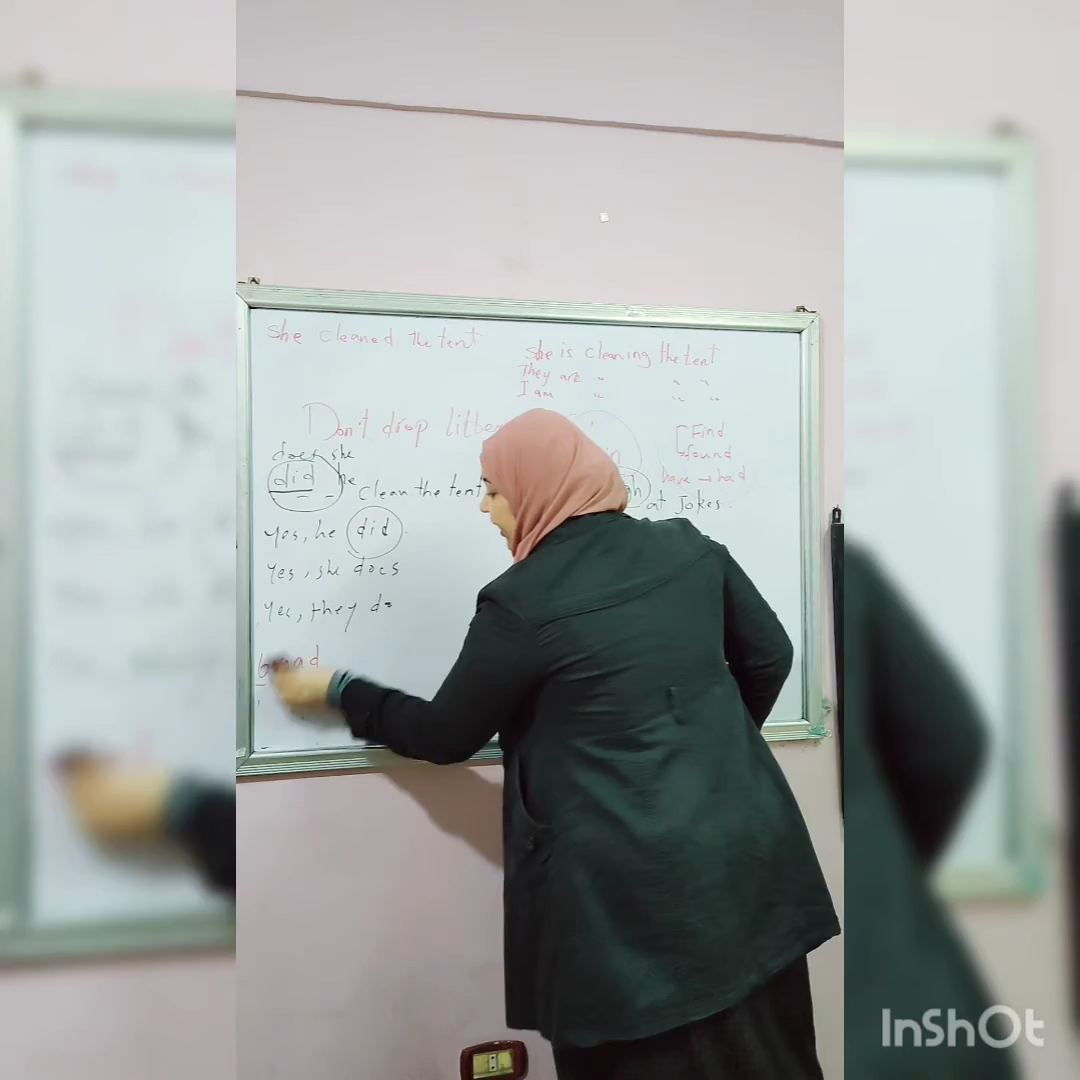 she cleaned the tent
she is cleaning the tent
They are " " "
I am " " "
Don't drop litter
Find
found
have → had
does she
did he clean the tent
at jokes.
yes, he did.
yes, she does
yes, they do
InShOt